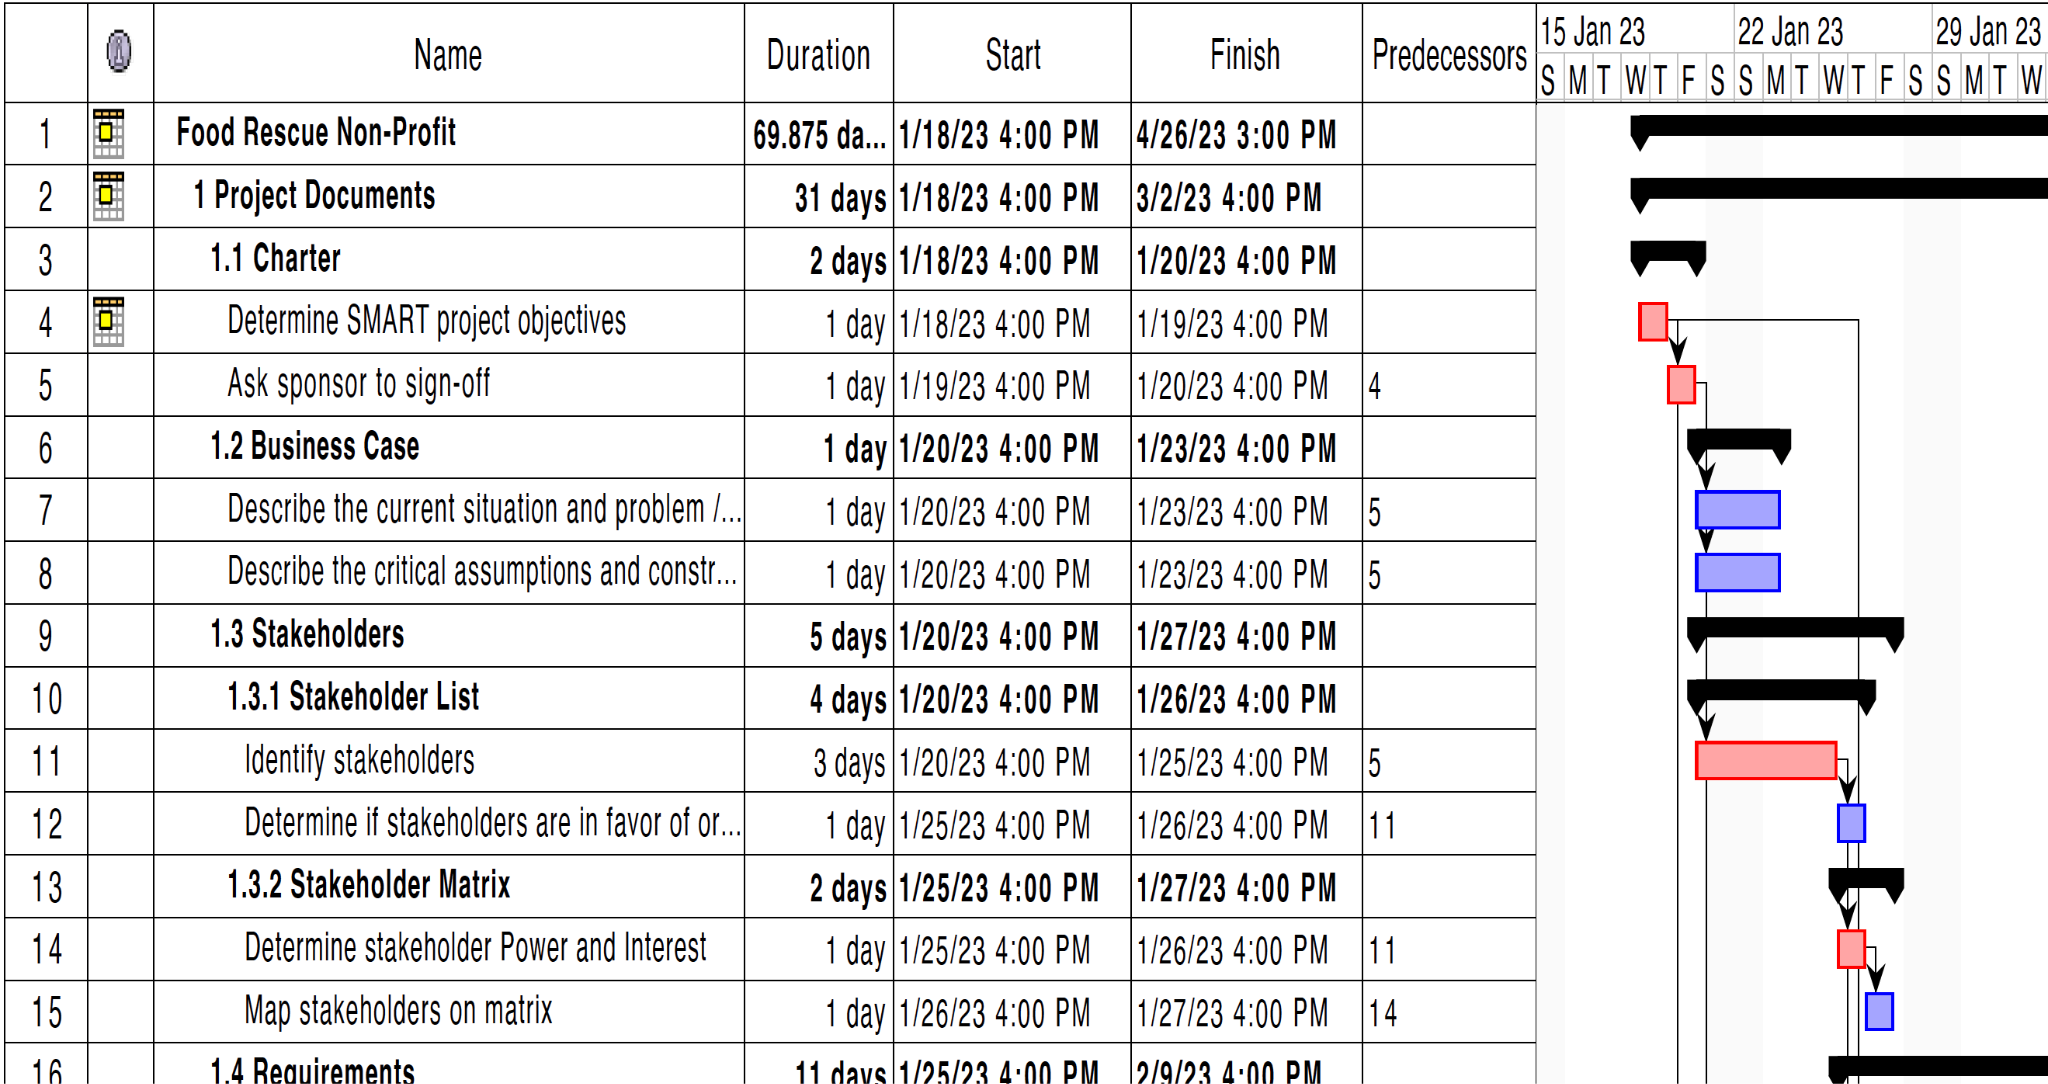 Name Duration Start Finish Predecessors 15 Jan 23 22 Jan 23 29 Jan 23
S M T W T F S S M T W T F S S M T W
1 Food Rescue Non-Profit 69.875 da... 1/18/23 4:00 PM 4/26/23 3:00 PM
2 1 Project Documents 31 days 1/18/23 4:00 PM 3/2/23 4:00 PM
3 1.1 Charter 2 days 1/18/23 4:00 PM 1/20/23 4:00 PM
4 Determine SMART project objectives 1 day 1/18/23 4:00 PM 1/19/23 4:00 PM
5 Ask sponsor to sign-off 1 day 1/19/23 4:00 PM 1/20/23 4:00 PM 4
6 1.2 Business Case 1 day 1/20/23 4:00 PM 1/23/23 4:00 PM
7 Describe the current situation and problem /... 1 day 1/20/23 4:00 PM 1/23/23 4:00 PM 5
8 Describe the critical assumptions and constr... 1 day 1/20/23 4:00 PM 1/23/23 4:00 PM 5
9 1.3 Stakeholders 5 days 1/20/23 4:00 PM 1/27/23 4:00 PM
10 1.3.1 Stakeholder List 4 days 1/20/23 4:00 PM 1/26/23 4:00 PM
11 Identify stakeholders 3 days 1/20/23 4:00 PM 1/25/23 4:00 PM 5
12 Determine if stakeholders are in favor of or... 1 day 1/25/23 4:00 PM 1/26/23 4:00 PM 11
13 1.3.2 Stakeholder Matrix 2 days 1/25/23 4:00 PM 1/27/23 4:00 PM
14 Determine stakeholder Power and Interest 1 day 1/25/23 4:00 PM 1/26/23 4:00 PM 11
15 Map stakeholders on matrix 1 day 1/26/23 4:00 PM 1/27/23 4:00 PM 14
16 1.4 Requirements 11 days 1/25/23 4:00 PM 2/9/23 4:00 PM